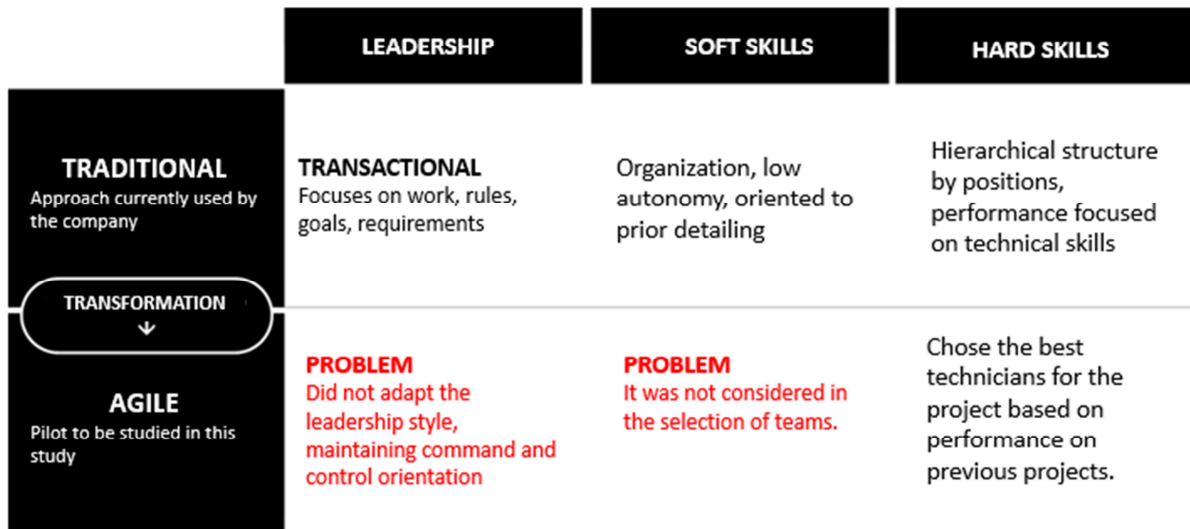 LEADERSHIP
SOFT SKILLS
HARD SKILLS
TRADITIONAL
Approach currently used by
the company
TRANSACTIONAL
Focuses on work, rules,
goals, requirements
Organization, low
autonomy, oriented to
prior detailing
Hierarchical structure
by positions,
performance focused
on technical skills
TRANSFORMATION
↓
AGILE
Pilot to be studied in this
study
PROBLEM
Did not adapt the
leadership style,
maintaining command and
control orientation
PROBLEM
It was not considered in
the selection of teams.
Chose the best
technicians for the
project based on
performance on
previous projects.